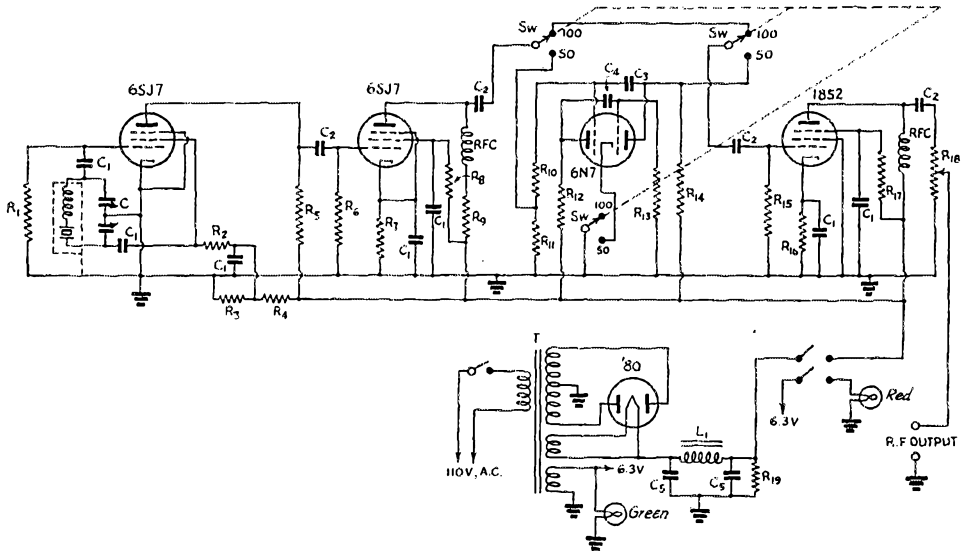 Sw
100
50
Sw
100
50
6SJ7
6SJ7
1852
C2
C4
C3
C2
C1
C2
RFC
C2
RFC
R18
R1
C
C1
R2
C1
R5
R6
R7
C1
C1
R8
R9
R10
R11
R12
6N7
Sw
100
50
R13
R14
R15
R16
C1
C1
R17
R3
R4
T
'80
110V, A.C.
6.3V
Green
L1
C5
C5
R19
6.3V
Red
R.F OUTPUT